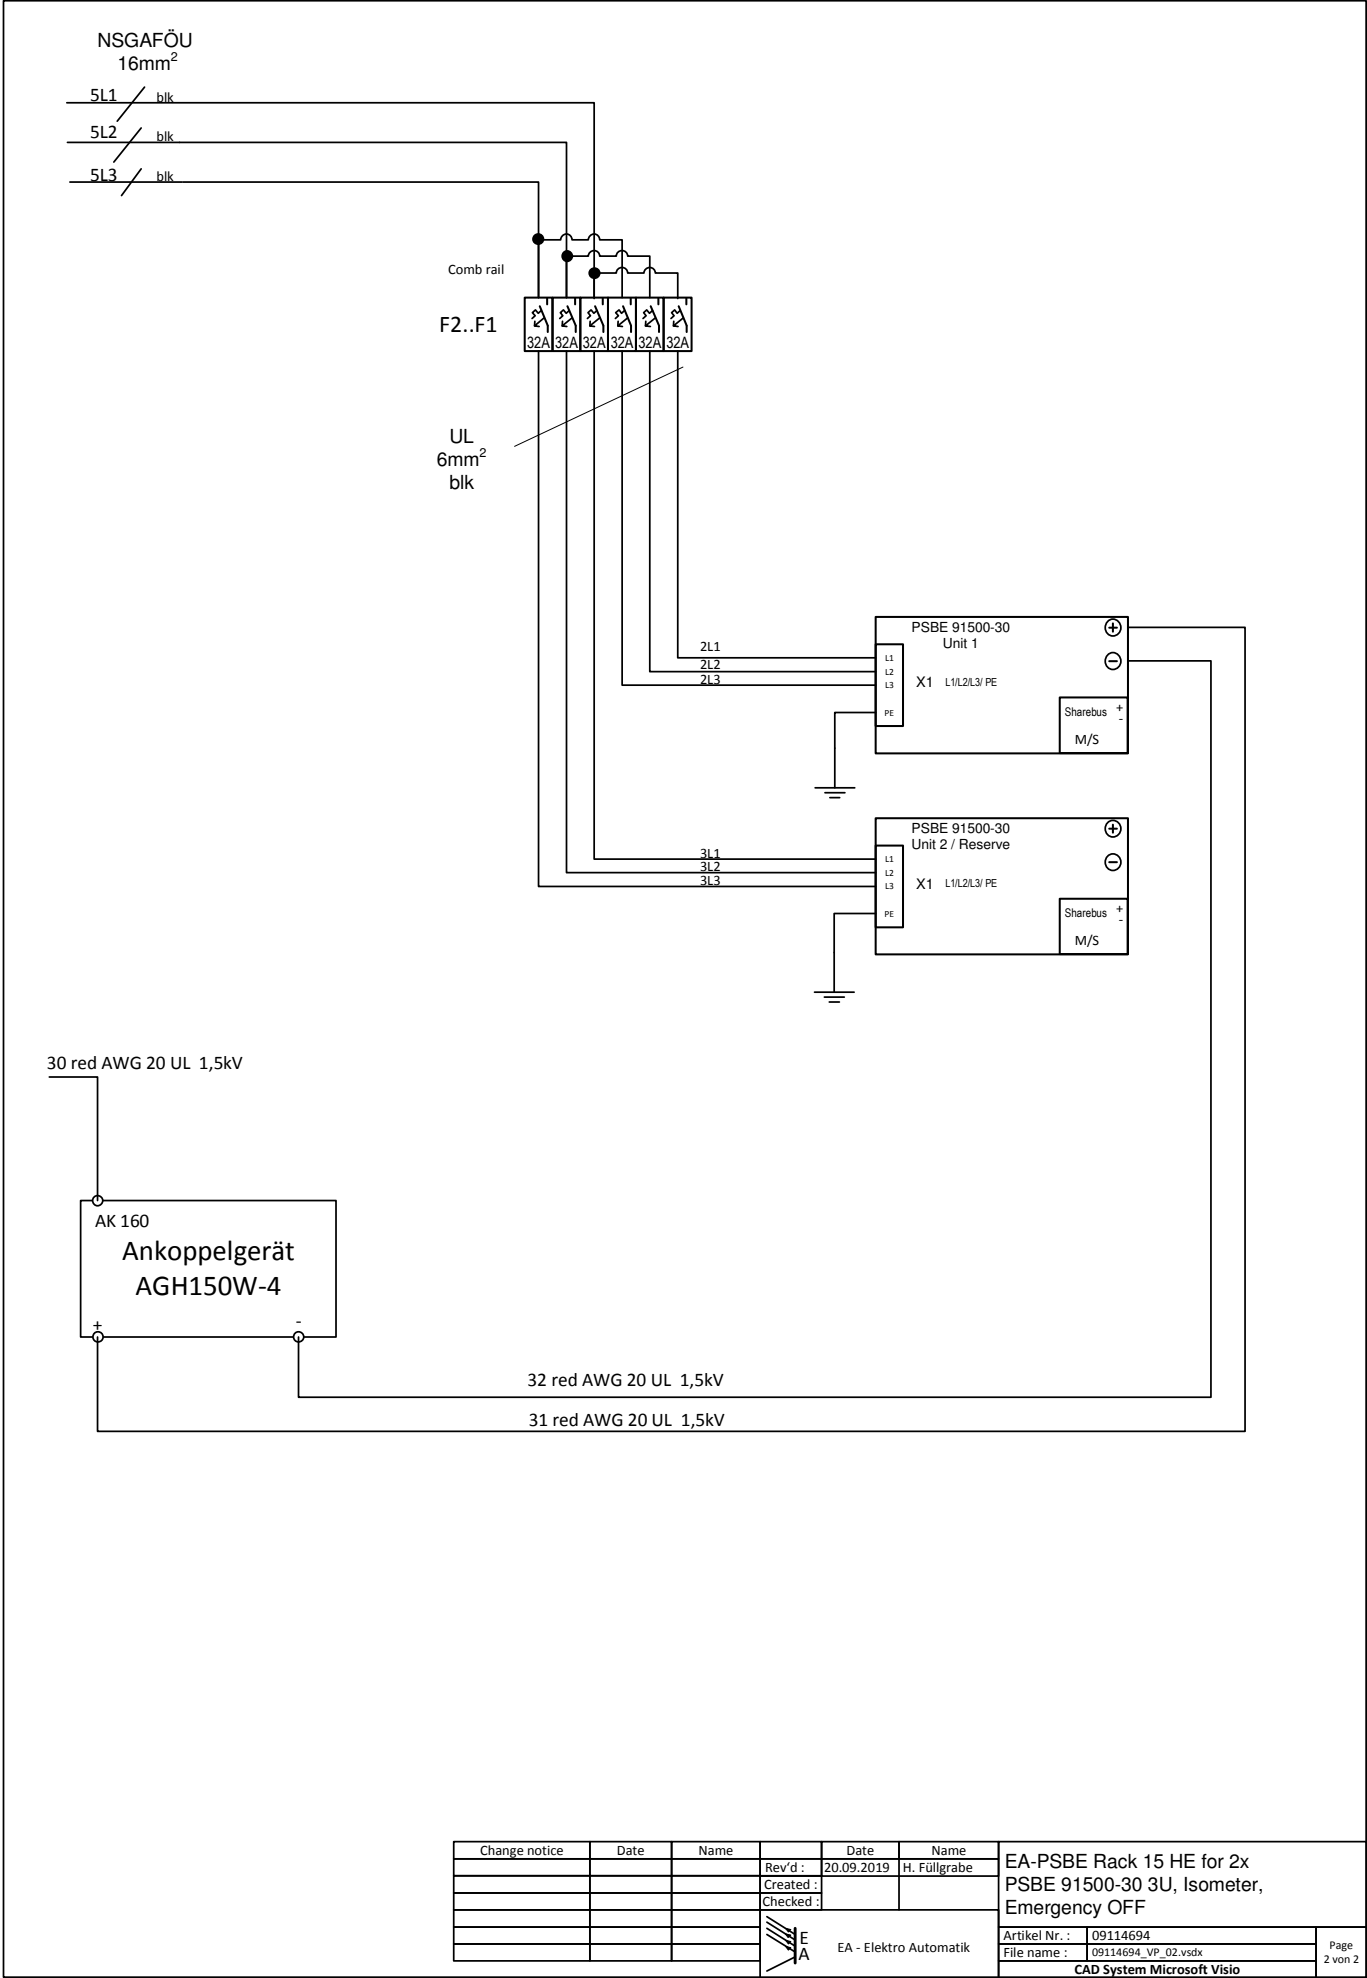 NSGAFÖU
16mm²
5L1 blk
5L2 blk
5L3 blk
Comb rail
F2..F1
32A 32A 32A 32A 32A 32A
UL
6mm²
blk
2L1
2L2
2L3
PSBE 91500-30
Unit 1
L1
L2
L3
PE
X1 L1/L2/L3/ PE
+
-
Sharebus +
-
M/S
3L1
3L2
3L3
PSBE 91500-30
Unit 2 / Reserve
L1
L2
L3
PE
X1 L1/L2/L3/ PE
+
-
Sharebus +
-
M/S
30 red AWG 20 UL 1,5kV
AK 160
Ankoppelgerät
AGH150W-4
+ -
32 red AWG 20 UL 1,5kV
31 red AWG 20 UL 1,5kV
Change notice Date Name Date Name
Rev'd : 20.09.2019 H. Füllgrabe
Created :
Checked :
E
A
EA - Elektro Automatik
EA-PSBE Rack 15 HE for 2x
PSBE 91500-30 3U, Isometer,
Emergency OFF
Artikel Nr. : 09114694
File name : 09114694_VP_02.vsdx
CAD System Microsoft Visio
Page
2 von 2